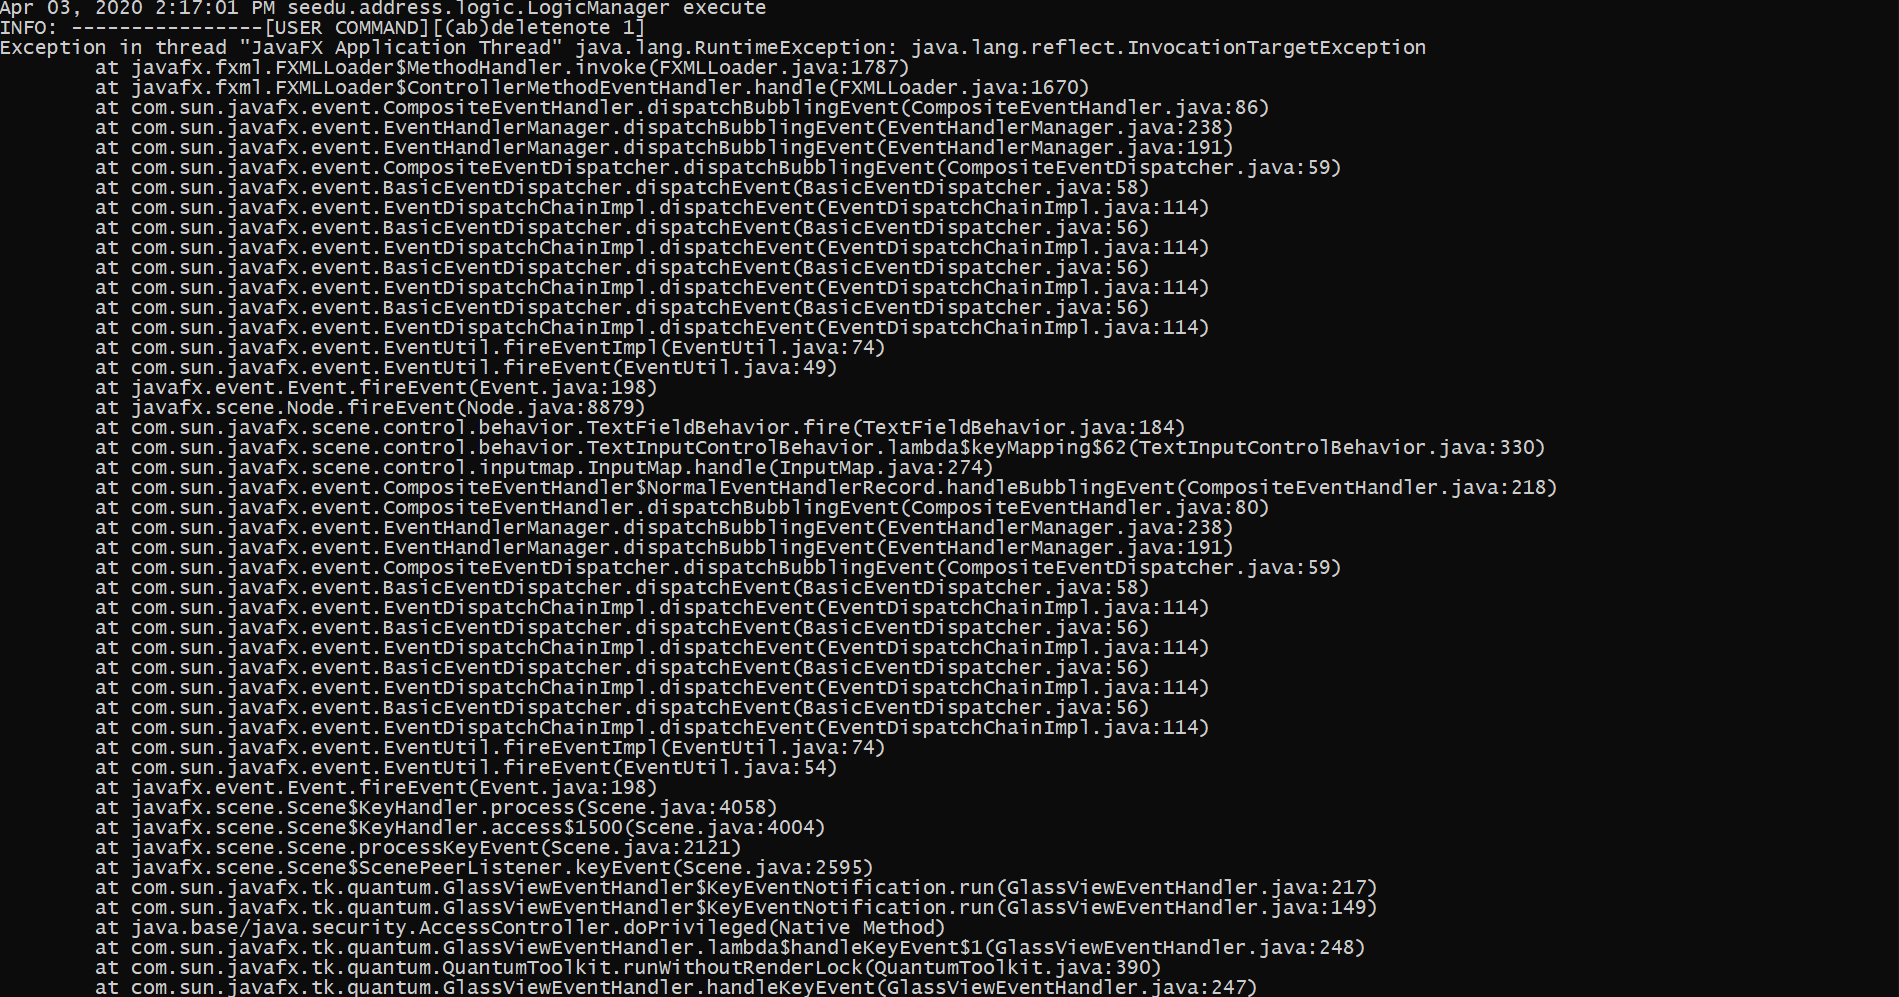 Apr 03, 2020 2:17:01 PM seedu.address.logic.LogicManager execute
INFO: ----------------[USER COMMAND][(ab)deletenote 1]
Exception in thread "JavaFX Application Thread" java.lang.RuntimeException: java.lang.reflect.InvocationTargetException
        at javafx.fxml.FXMLLoader$MethodHandler.invoke(FXMLLoader.java:1787)
        at javafx.fxml.FXMLLoader$ControllerMethodEventHandler.handle(FXMLLoader.java:1670)
        at com.sun.javafx.event.CompositeEventHandler.dispatchBubblingEvent(CompositeEventHandler.java:86)
        at com.sun.javafx.event.EventHandlerManager.dispatchBubblingEvent(EventHandlerManager.java:238)
        at com.sun.javafx.event.EventHandlerManager.dispatchBubblingEvent(EventHandlerManager.java:191)
        at com.sun.javafx.event.CompositeEventDispatcher.dispatchBubblingEvent(CompositeEventDispatcher.java:59)
        at com.sun.javafx.event.BasicEventDispatcher.dispatchEvent(BasicEventDispatcher.java:58)
        at com.sun.javafx.event.EventDispatchChainImpl.dispatchEvent(EventDispatchChainImpl.java:114)
        at com.sun.javafx.event.BasicEventDispatcher.dispatchEvent(BasicEventDispatcher.java:56)
        at com.sun.javafx.event.EventDispatchChainImpl.dispatchEvent(EventDispatchChainImpl.java:114)
        at com.sun.javafx.event.BasicEventDispatcher.dispatchEvent(BasicEventDispatcher.java:56)
        at com.sun.javafx.event.EventDispatchChainImpl.dispatchEvent(EventDispatchChainImpl.java:114)
        at com.sun.javafx.event.BasicEventDispatcher.dispatchEvent(BasicEventDispatcher.java:56)
        at com.sun.javafx.event.EventDispatchChainImpl.dispatchEvent(EventDispatchChainImpl.java:114)
        at com.sun.javafx.event.EventUtil.fireEventImpl(EventUtil.java:74)
        at com.sun.javafx.event.EventUtil.fireEvent(EventUtil.java:49)
        at javafx.event.Event.fireEvent(Event.java:198)
        at javafx.scene.Node.fireEvent(Node.java:8879)
        at com.sun.javafx.scene.control.behavior.TextFieldBehavior.fire(TextFieldBehavior.java:184)
        at com.sun.javafx.scene.control.behavior.TextInputControlBehavior.lambda$keyMapping$62(TextInputControlBehavior.java:330)
        at com.sun.javafx.scene.control.inputmap.InputMap.handle(InputMap.java:274)
        at com.sun.javafx.event.CompositeEventHandler$NormalEventHandlerRecord.handleBubblingEvent(CompositeEventHandler.java:218)
        at com.sun.javafx.event.CompositeEventHandler.dispatchBubblingEvent(CompositeEventHandler.java:80)
        at com.sun.javafx.event.EventHandlerManager.dispatchBubblingEvent(EventHandlerManager.java:238)
        at com.sun.javafx.event.EventHandlerManager.dispatchBubblingEvent(EventHandlerManager.java:191)
        at com.sun.javafx.event.CompositeEventDispatcher.dispatchBubblingEvent(CompositeEventDispatcher.java:59)
        at com.sun.javafx.event.BasicEventDispatcher.dispatchEvent(BasicEventDispatcher.java:58)
        at com.sun.javafx.event.EventDispatchChainImpl.dispatchEvent(EventDispatchChainImpl.java:114)
        at com.sun.javafx.event.BasicEventDispatcher.dispatchEvent(BasicEventDispatcher.java:56)
        at com.sun.javafx.event.EventDispatchChainImpl.dispatchEvent(EventDispatchChainImpl.java:114)
        at com.sun.javafx.event.BasicEventDispatcher.dispatchEvent(BasicEventDispatcher.java:56)
        at com.sun.javafx.event.EventDispatchChainImpl.dispatchEvent(EventDispatchChainImpl.java:114)
        at com.sun.javafx.event.BasicEventDispatcher.dispatchEvent(BasicEventDispatcher.java:56)
        at com.sun.javafx.event.EventDispatchChainImpl.dispatchEvent(EventDispatchChainImpl.java:114)
        at com.sun.javafx.event.EventUtil.fireEventImpl(EventUtil.java:74)
        at com.sun.javafx.event.EventUtil.fireEvent(EventUtil.java:54)
        at javafx.event.Event.fireEvent(Event.java:198)
        at javafx.scene.Scene$KeyHandler.process(Scene.java:4058)
        at javafx.scene.Scene$KeyHandler.access$1500(Scene.java:4004)
        at javafx.scene.Scene.processKeyEvent(Scene.java:2121)
        at javafx.scene.Scene$ScenePeerListener.keyEvent(Scene.java:2595)
        at com.sun.javafx.tk.quantum.GlassViewEventHandler$KeyEventNotification.run(GlassViewEventHandler.java:217)
        at com.sun.javafx.tk.quantum.GlassViewEventHandler$KeyEventNotification.run(GlassViewEventHandler.java:149)
        at java.base/java.security.AccessController.doPrivileged(Native Method)
        at com.sun.javafx.tk.quantum.GlassViewEventHandler.lambda$handleKeyEvent$1(GlassViewEventHandler.java:248)
        at com.sun.javafx.tk.quantum.QuantumToolkit.runWithoutRenderLock(QuantumToolkit.java:390)
        at com.sun.javafx.tk.quantum.GlassViewEventHandler.handleKeyEvent(GlassViewEventHandler.java:247)